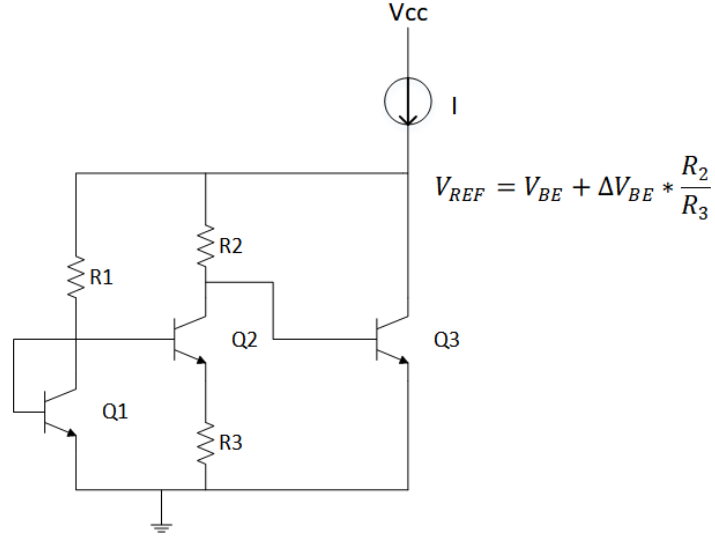 Vcc
I
V_REF = V_BE + ΔV_BE * R_2/R_3
R2
R1
Q2
Q3
Q1
R3